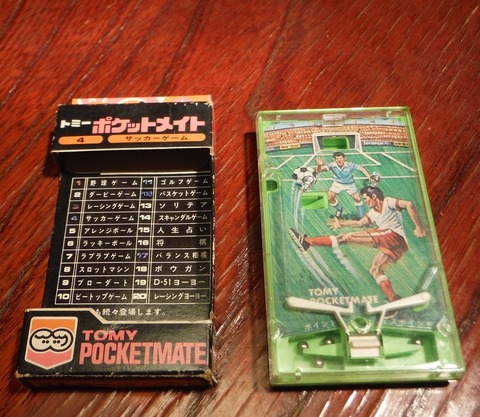 トミー ポケットメイト
4 サッカーゲーム
1 野球ゲーム 11 ゴルフゲーム
2 ダービーゲーム 12 バスケットゲーム
3 レーシングゲーム 13 ソリテア
4 サッカーゲーム 14 スキャンダルゲーム
5 アレンジボール 15 人生占い
6 ラッキーボール 16 将棋
7 ラブラブゲーム 17 バランス相撲
8 スロットマシン 18 ボウガン
9 ブローダート 19 D-51ヨーヨー
10 ビートップゲーム 20 レーシングヨーヨー
も続々登場します。
TOMY
POCKETMATE
TOMY
POCKETMATE
ポイント